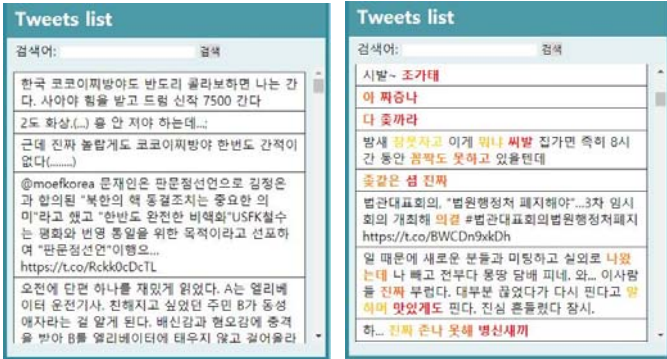 Tweets list
검색어: 검색
한국 코코이찌방야도 반도리 콜라보하면 나는 간
다. 사야야 힘을 받고 드럼 신작 7500 간다
2도 화상,(...) 흉 안 져야 하는데...;
근데 진짜 놀랍게도 코코이찌방야 한번도 간적이
없다(........)
@moefkorea 문재인은 판문점선언으로 김정은
과 합의된 "북한의 핵 동결조치는 중요한 의
미"라고 했고 "한반도 완전한 비핵화"USFK철수
는 평화와 번영 통일을 위한 목적이라고 선포하
여 "판문점선언"이행으...
https://t.co/Rckk0cDcTL
오전에 단편 하나를 재밌게 읽었다. A는 엘리베
이터 운전기사. 친해지고 싶었던 주민 B가 동성
애자라는 걸 알게 된다. 배신감과 혐오감에 충격
을 받아 B를 엘리베이터에 태우지 않고 걸어올라
Tweets list
검색어: 검색
시발~ 조가태
아 짜증나
다 좆까라
밤새 잠못자고 이게 뭐냐 씨발 집가면 족히 8시
간 동안 꼼짝도 못하고 있을텐데
좆같은 섬 진짜
법관대표회의, "법원행정처 폐지해야"...3차 임시
회의 개최해 의결 #법관대표회의법원행정처폐지
https://t.co/BWCDn9xkDh
일 때문에 새로운 분들과 미팅하고 실외로 나왔
는데 나 빼고 전부다 몽땅 담배 피네. 와... 이사람
들 진짜 부럽다. 대부분 끊었다가 다시 핀다고 말
하며 맛있게도 핀다. 진심 흔들렸다 잠시.
하... 진짜 존나 못해 병신새끼